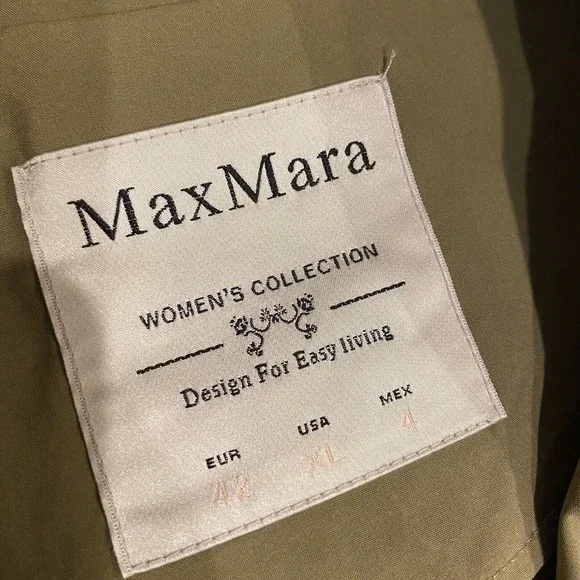 MaxMara
WOMEN'S COLLECTION
Design For Easy living
EUR USA MEX
42 XL 4